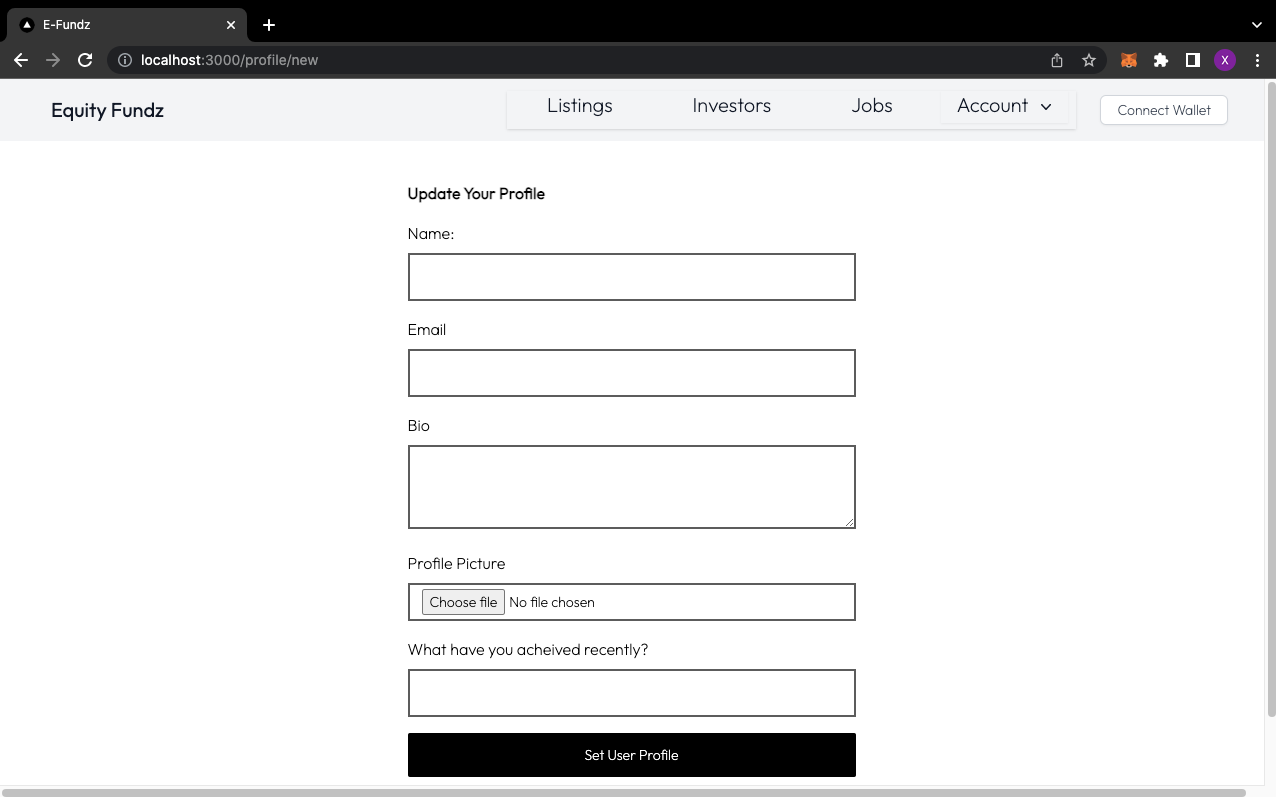 E-Fundz
localhost:3000/profile/new
X
Equity Fundz
Listings
Investors
Jobs
Account
Connect Wallet
Update Your Profile
Name:
Email
Bio
Profile Picture
Choose file No file chosen
What have you acheived recently?
Set User Profile